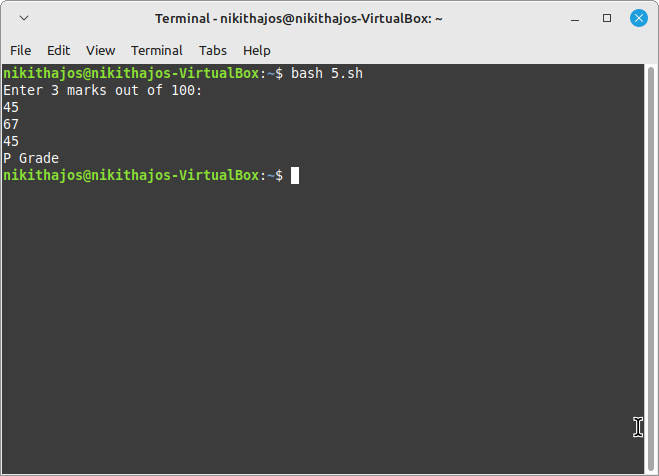 Terminal - nikithajos@nikithajos-VirtualBox: ~
File Edit View Terminal Tabs Help
nikithajos@nikithajos-VirtualBox:~$ bash 5.sh
Enter 3 marks out of 100:
45
67
45
P Grade
nikithajos@nikithajos-VirtualBox:~$